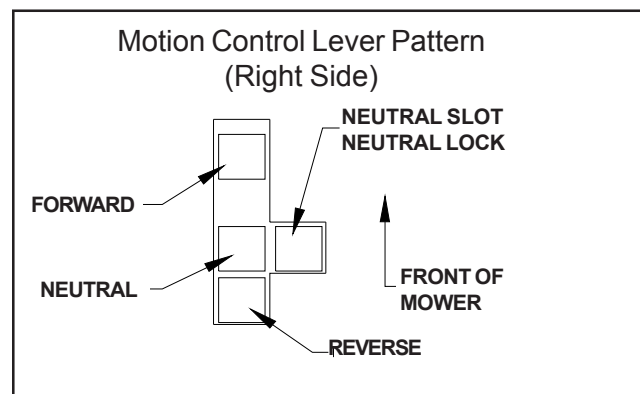 Motion Control Lever Pattern
(Right Side)
NEUTRAL SLOT
NEUTRAL LOCK
FORWARD
NEUTRAL
FRONT OF
MOWER
REVERSE